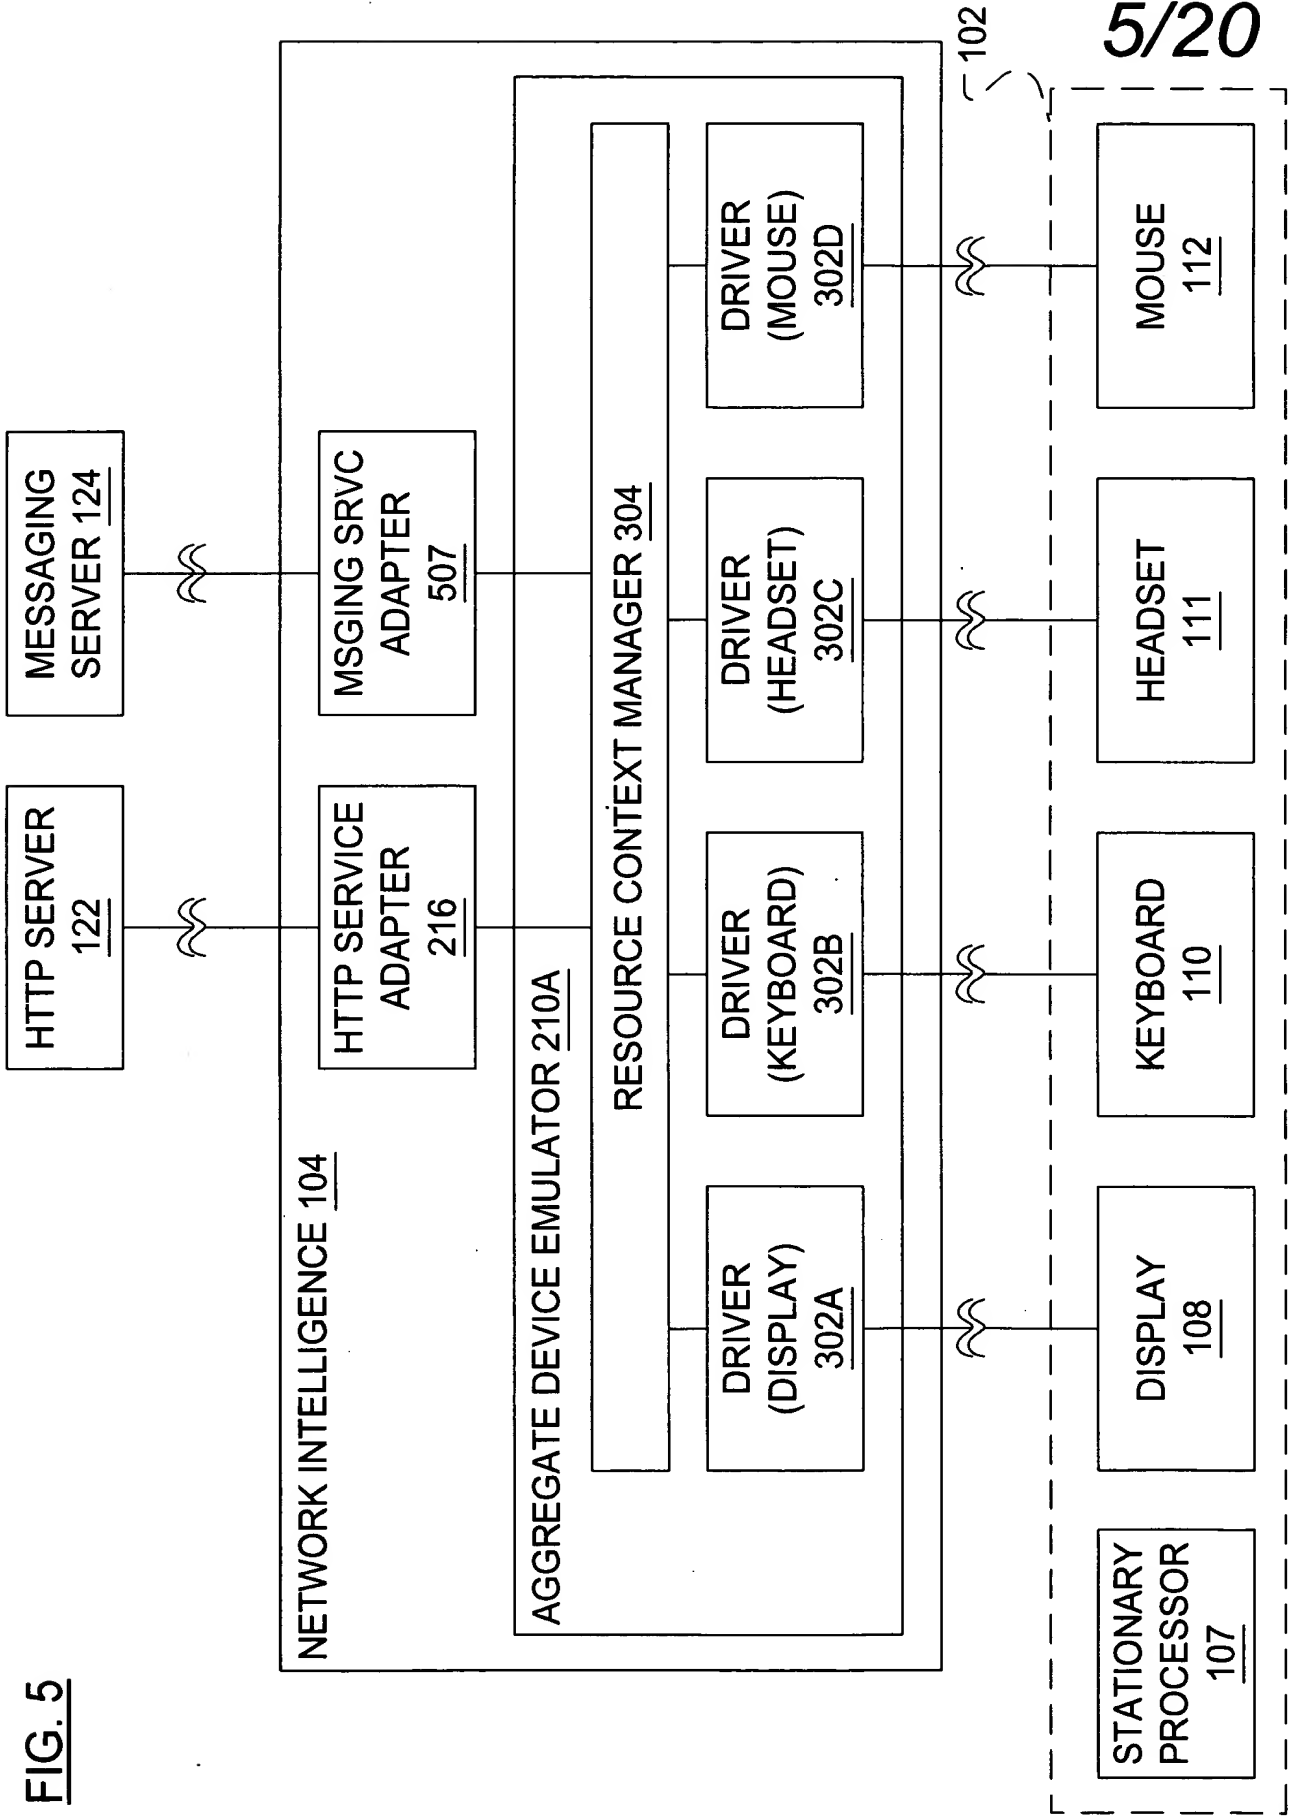 5/20
FIG. 5
HTTP SERVER
122
MESSAGING
SERVER 124
NETWORK INTELLIGENCE 104
HTTP SERVICE
ADAPTER
216
MSGING SRVC
ADAPTER
507
AGGREGATE DEVICE EMULATOR 210A
RESOURCE CONTEXT MANAGER 304
DRIVER
(DISPLAY)
302A
DRIVER
(KEYBOARD)
302B
DRIVER
(HEADSET)
302C
DRIVER
(MOUSE)
302D
102
STATIONARY
PROCESSOR
107
DISPLAY
108
KEYBOARD
110
HEADSET
111
MOUSE
112